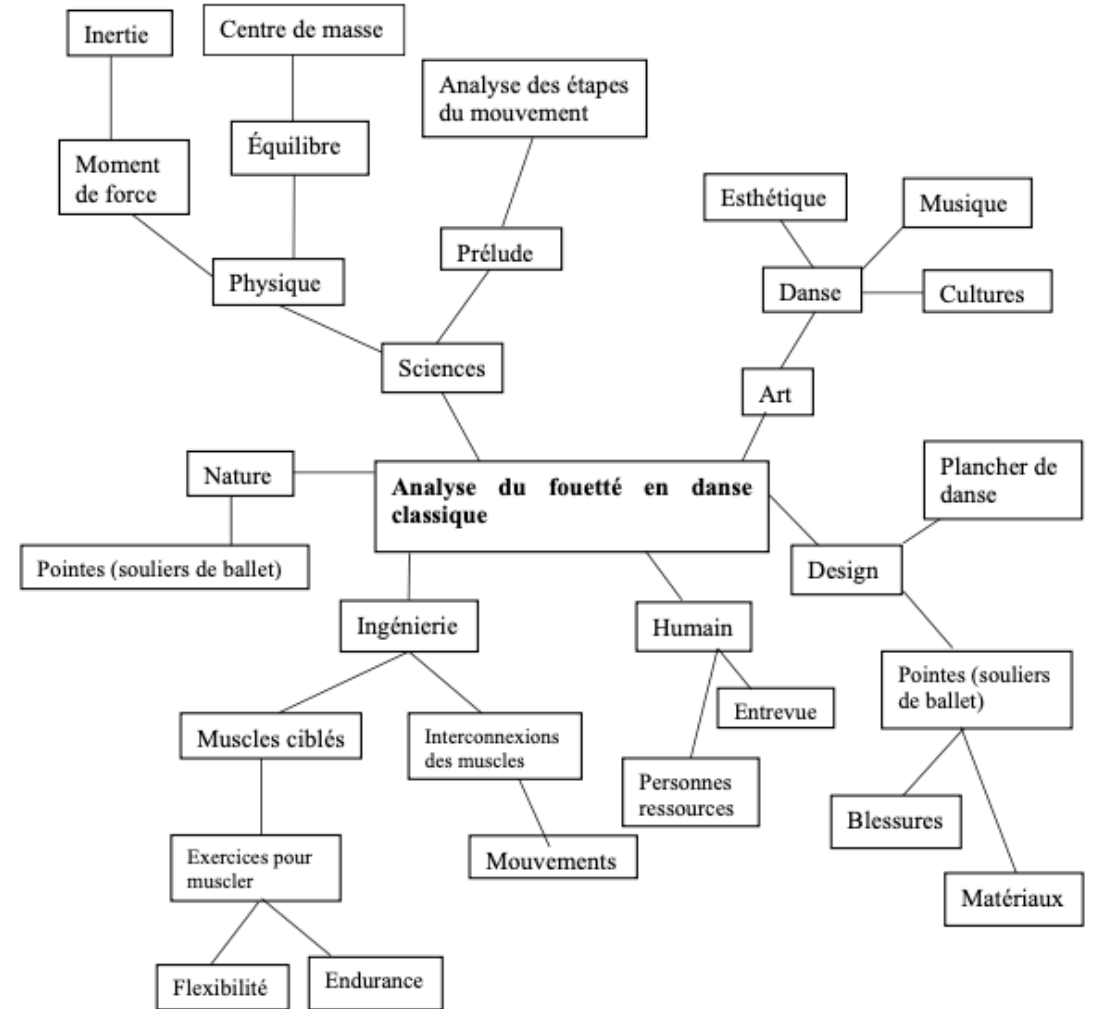 Inertie
Centre de masse
Analyse des étapes
du mouvement
Moment
de force
Équilibre
Esthétique
Musique
Prélude
Physique
Danse
Cultures
Sciences
Art
Nature
Analyse du fouetté en danse
classique
Plancher de
danse
Pointes (souliers de ballet)
Design
Ingénierie
Humain
Pointes (souliers
de ballet)
Entrevue
Muscles ciblés
Interconnexions
des muscles
Personnes
ressources
Blessures
Exercices pour
muscler
Mouvements
Matériaux
Flexibilité
Endurance